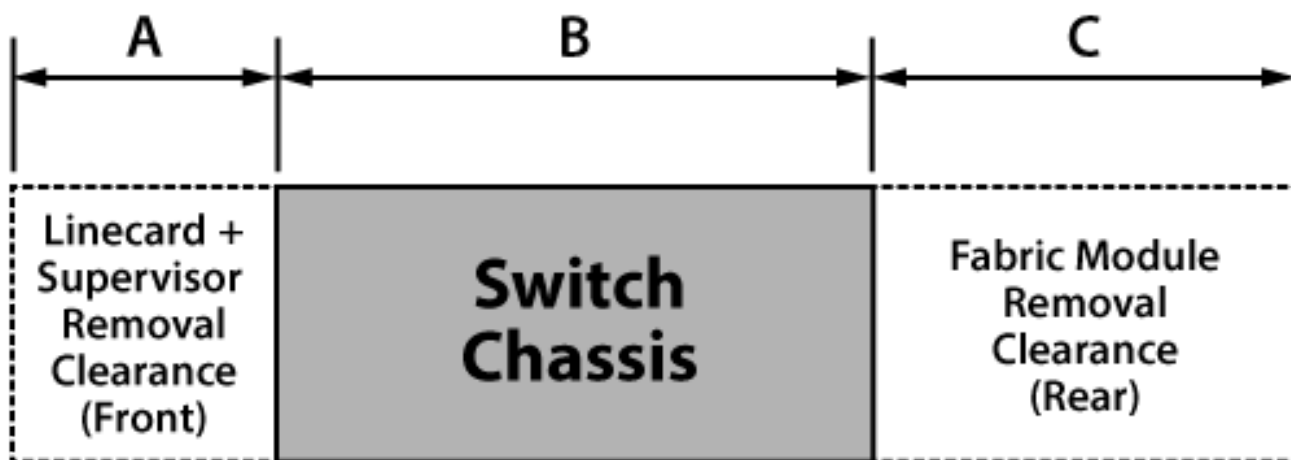 A
B
C
Linecard +
Supervisor
Removal
Clearance
(Front)
Switch
Chassis
Fabric Module
Removal
Clearance
(Rear)